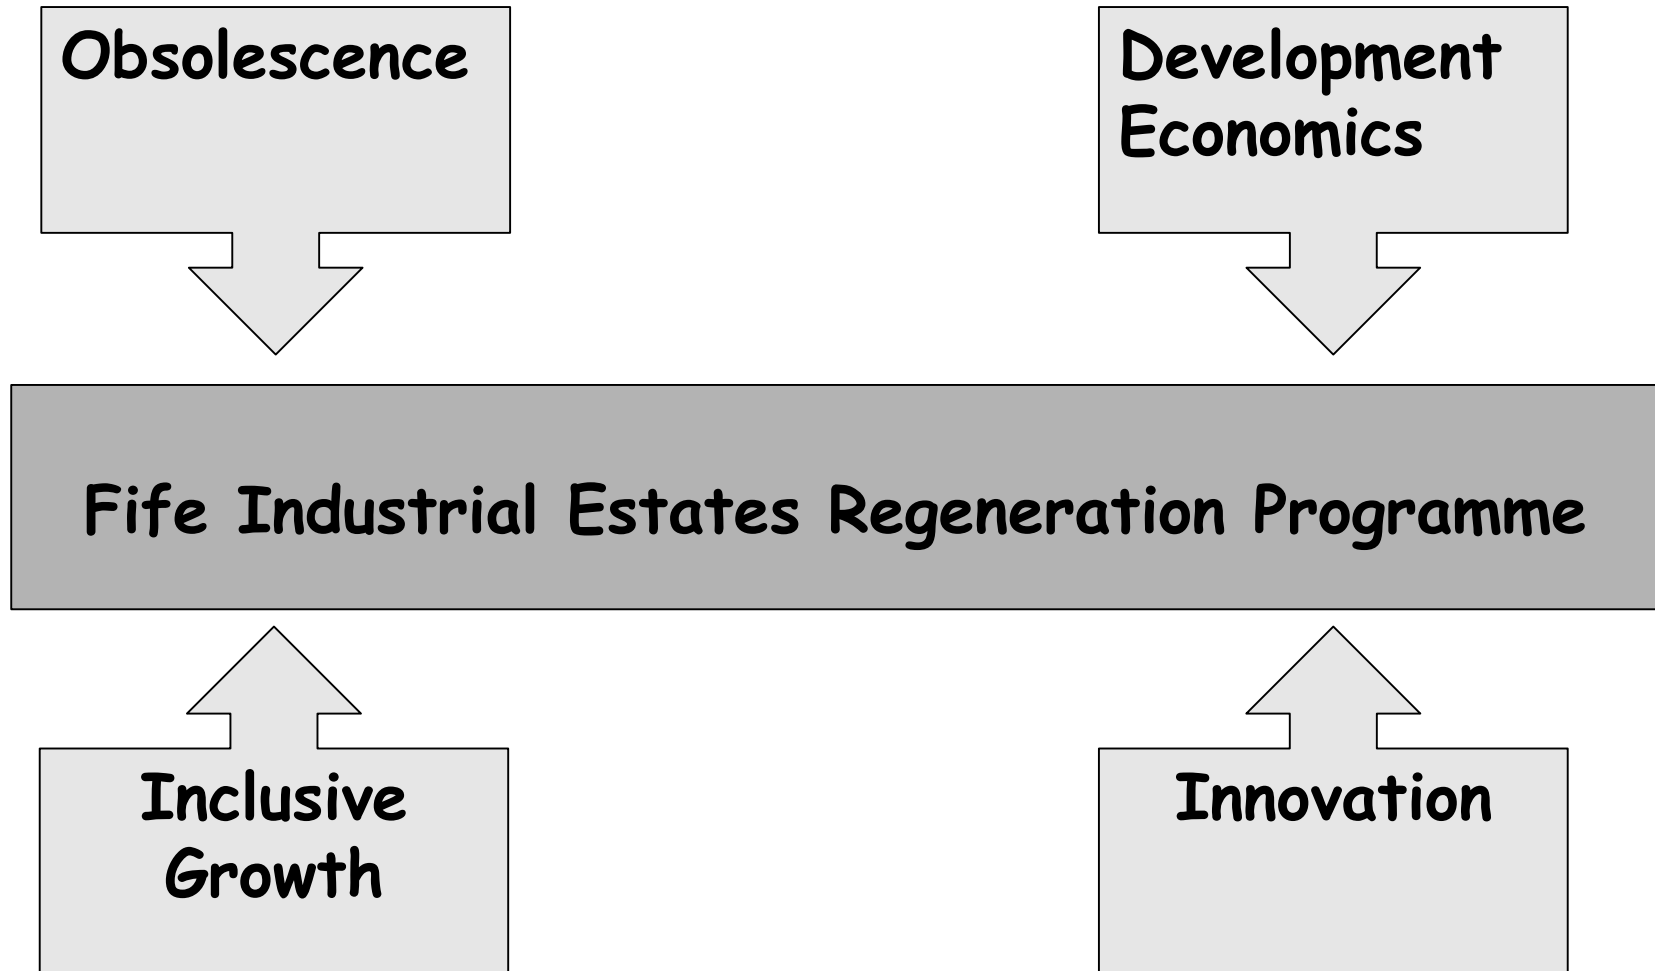 Obsolescence
Development
Economics
Fife Industrial Estates Regeneration Programme
Inclusive
Growth
Innovation